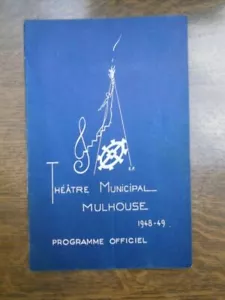 THÉÂTRE MUNICIPAL
MULHOUSE
1948-49
PROGRAMME OFFICIEL